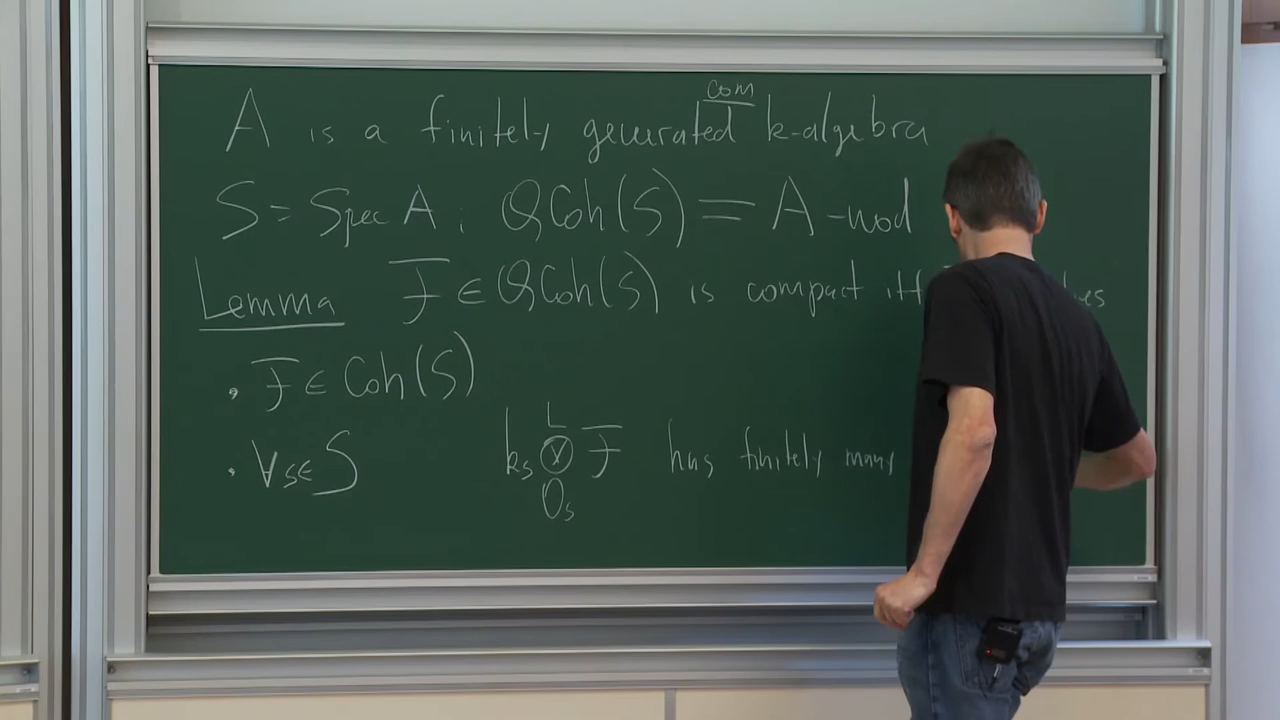 com
A is a finitely generated k-algebra
S = Spec A ; QCoh(S) = A-mod
Lemma F ∈ QCoh(S) is compact iff
• F ∈ Coh(S)
• ∀ s∈S k_s ⊗^L_{O_S} F has finitely many